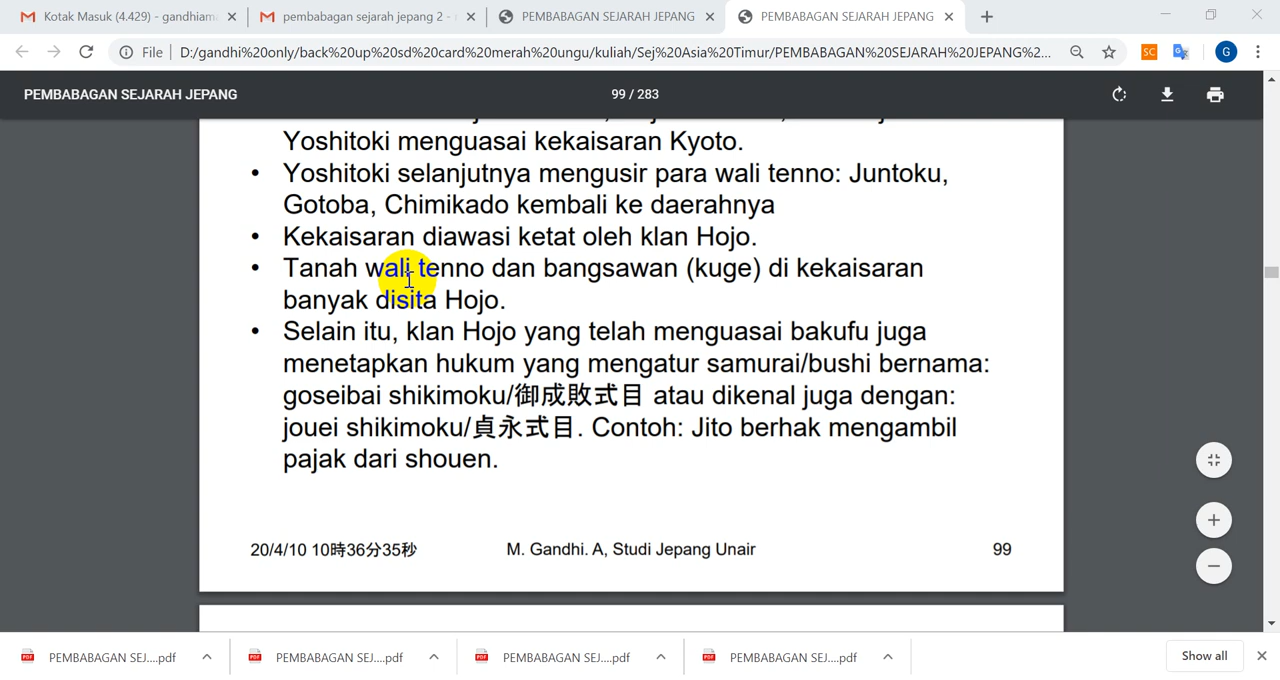 Kotak Masuk (4.429) - gandhiam
pembabagan sejarah jepang 2 -
PEMBABAGAN SEJARAH JEPANG
PEMBABAGAN SEJARAH JEPANG
File
D:/gandhi%20only/back%20up%20sd%20card%20merah%20ungu/kuliah/Sej%20Asia%20Timur/PEMBABAGAN%20SEJARAH%20JEPANG%2...
SC
G
PEMBABAGAN SEJARAH JEPANG
99 / 283
Yoshitoki menguasai kekaisaran Kyoto.
• Yoshitoki selanjutnya mengusir para wali tenno: Juntoku,
Gotoba, Chimikado kembali ke daerahnya
• Kekaisaran diawasi ketat oleh klan Hojo.
• Tanah wali tenno dan bangsawan (kuge) di kekaisaran
banyak disita Hojo.
• Selain itu, klan Hojo yang telah menguasai bakufu juga
menetapkan hukum yang mengatur samurai/bushi bernama:
goseibai shikimoku/御成敗式目 atau dikenal juga dengan:
jouei shikimoku/貞永式目. Contoh: Jito berhak mengambil
pajak dari shouen.
20/4/10 10時36分35秒
M. Gandhi. A, Studi Jepang Unair
99
PEMBABAGAN SEJ....pdf
PEMBABAGAN SEJ....pdf
PEMBABAGAN SEJ....pdf
PEMBABAGAN SEJ....pdf
Show all